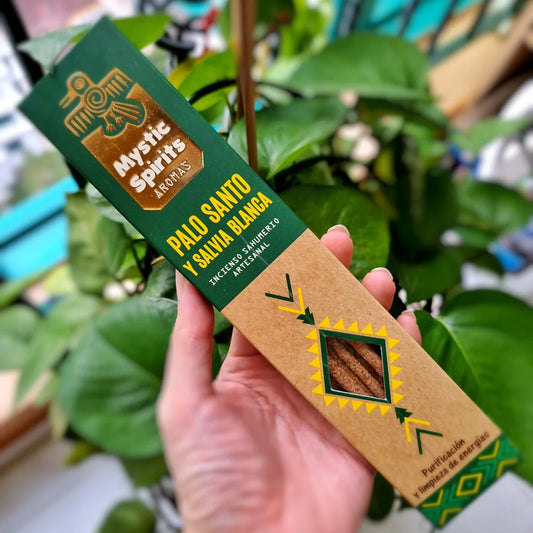 Mystic
Spirits
AROMAS
PALO SANTO
Y SALVIA BLANCA
INCIENSO SAHUMERIO
ARTESANAL
Purificación
y limpieza de energías